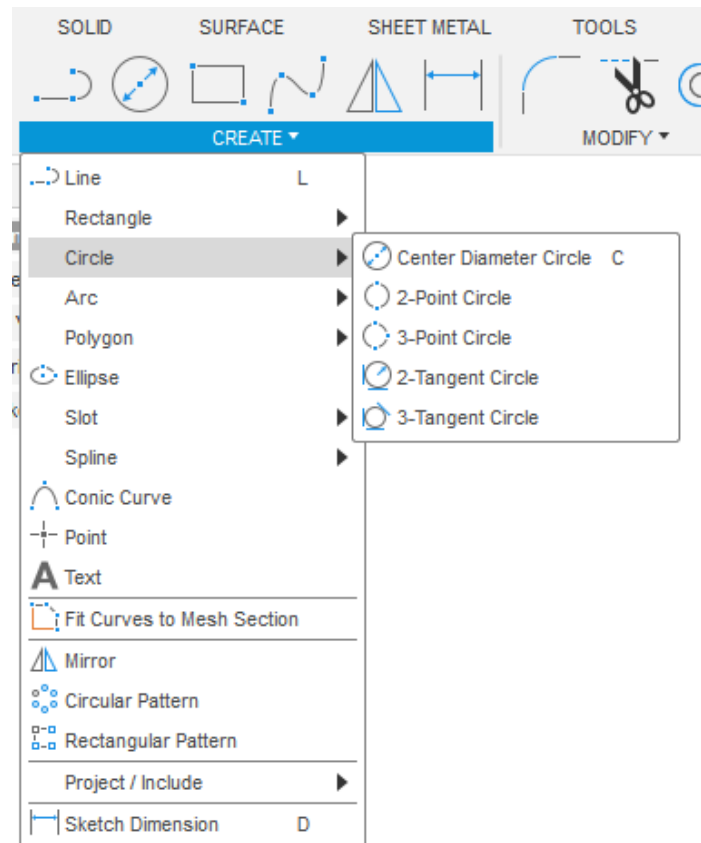 SOLID SURFACE SHEET METAL TOOLS
CREATE MODIFY
Line L
Rectangle
Circle
Center Diameter Circle C
Arc
2-Point Circle
Polygon
3-Point Circle
Ellipse
2-Tangent Circle
Slot
3-Tangent Circle
Spline
Conic Curve
Point
A Text
Fit Curves to Mesh Section
Mirror
Circular Pattern
Rectangular Pattern
Project / Include
Sketch Dimension D